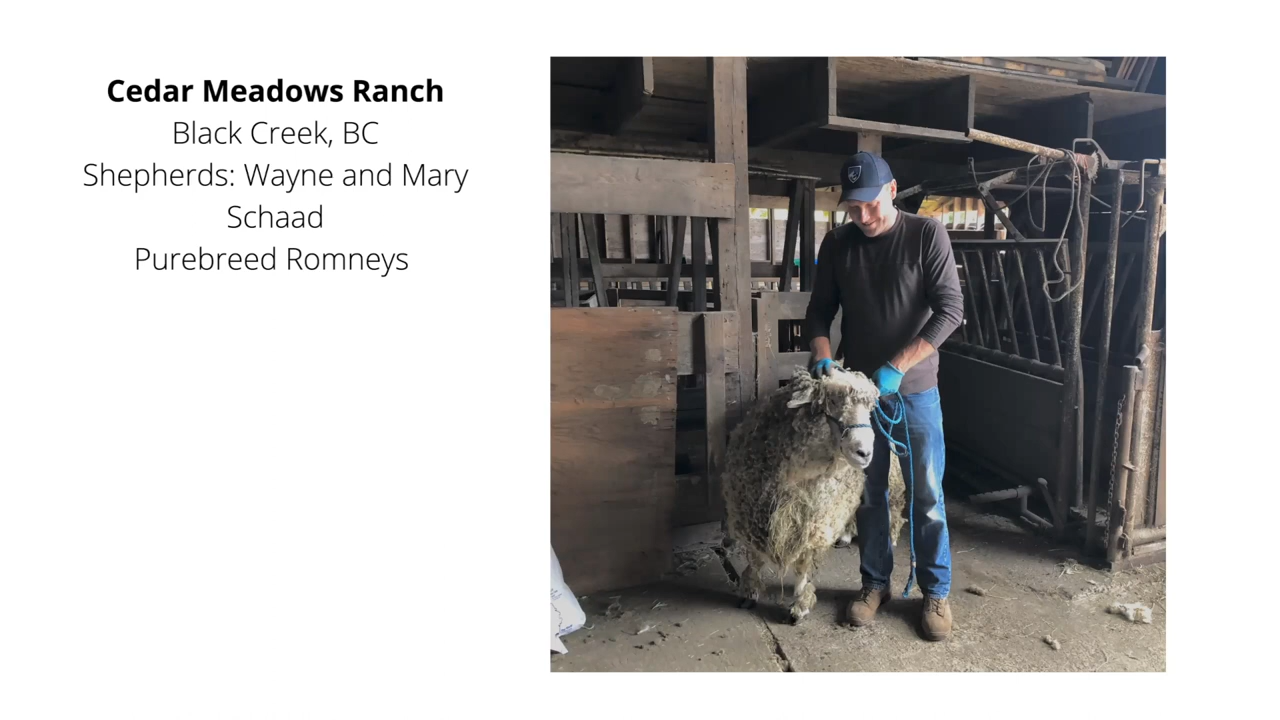 Cedar Meadows Ranch
Black Creek, BC
Shepherds: Wayne and Mary
Schaad
Purebreed Romneys